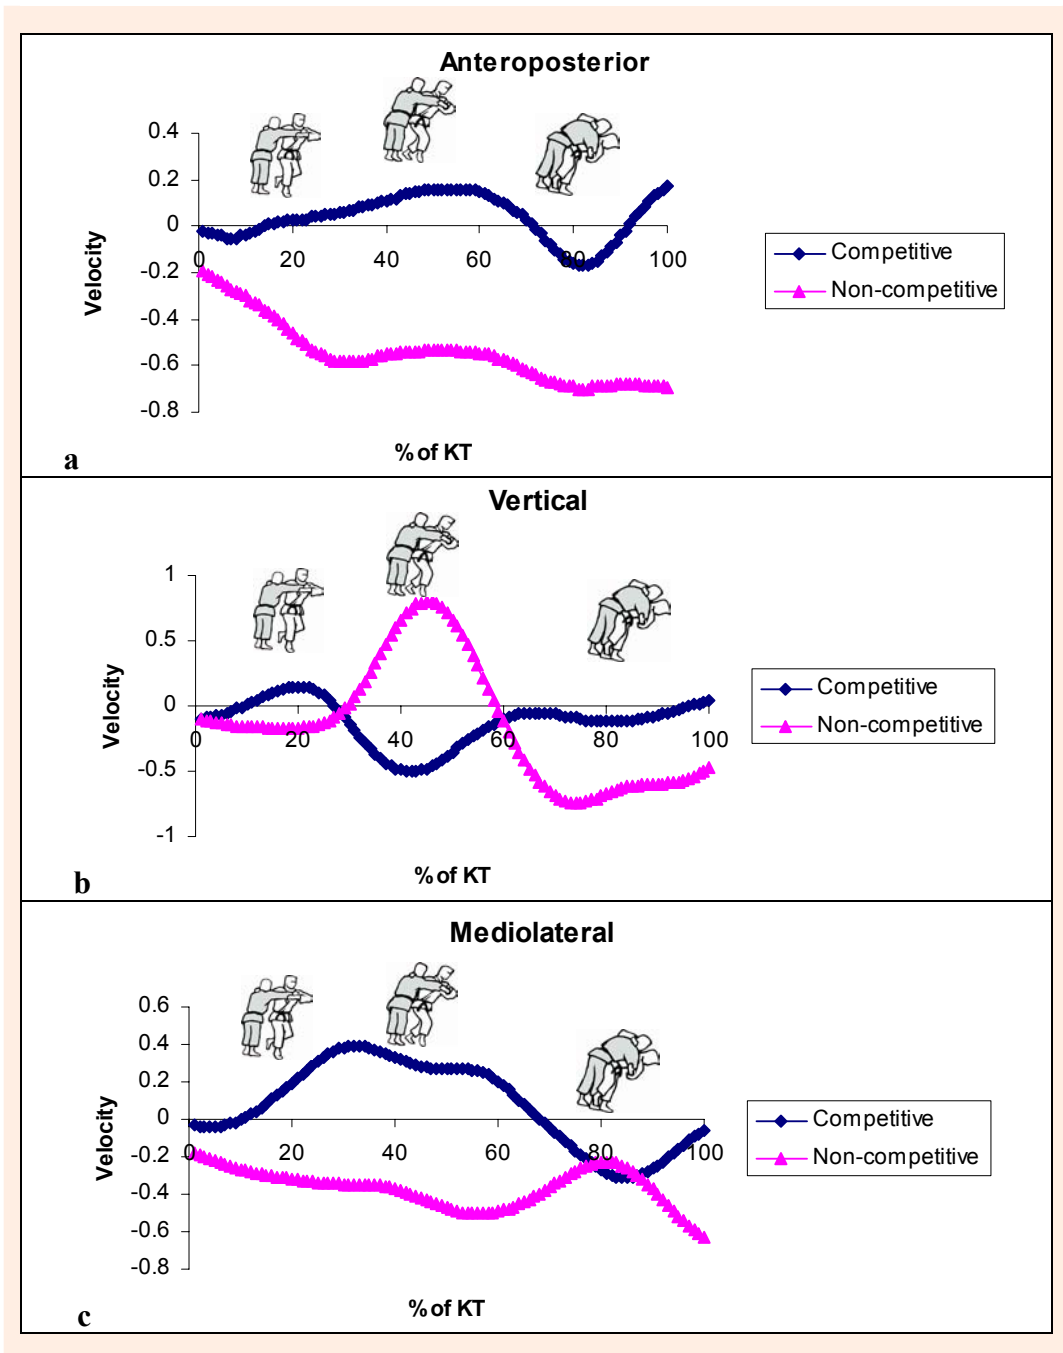 Anteroposterior
0.4
0.2
0
-0.2
-0.4
-0.6
-0.8
0 20 40 60 80 100
Velocity
% of KT
Competitive
Non-competitive
a
Vertical
1
0.5
0
-0.5
-1
0 20 40 60 80 100
Velocity
% of KT
Competitive
Non-competitive
b
Mediolateral
0.6
0.4
0.2
0
-0.2
-0.4
-0.6
-0.8
0 20 40 60 80 100
Velocity
% of KT
Competitive
Non-competitive
c